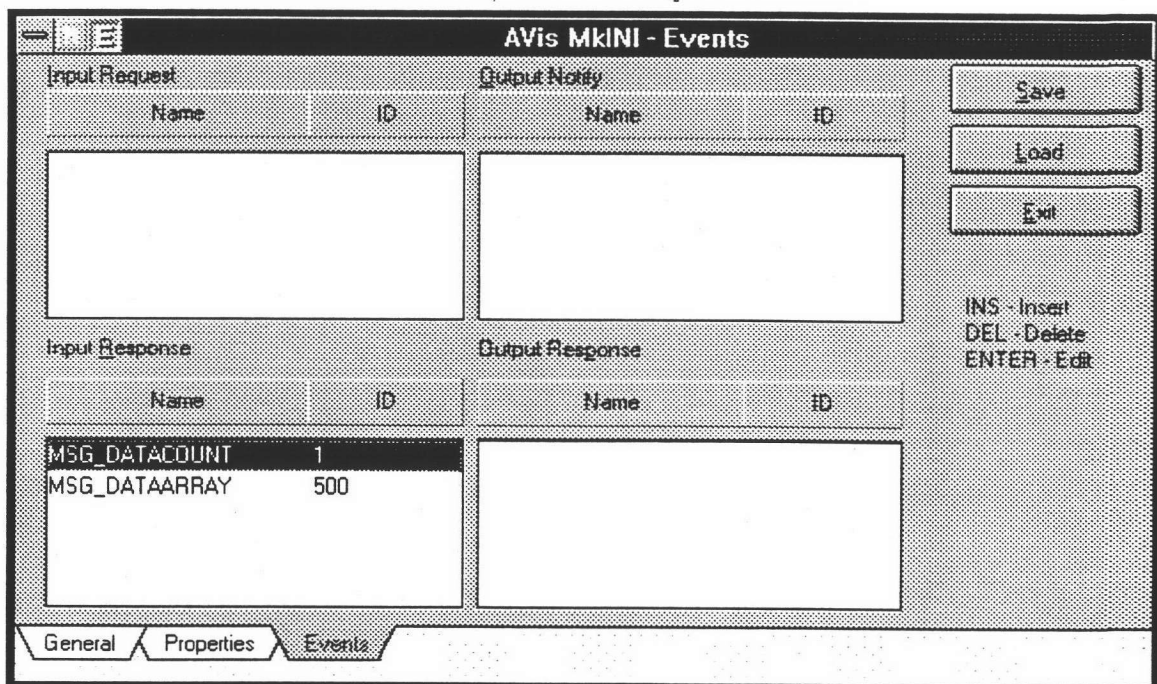 AVis MkINI - Events
Input Request
Name ID
Output Notify
Name ID
Save
Load
Exit
INS - Insert
DEL - Delete
ENTER - Edit
Input Response
Name ID
MSG_DATACOUNT 1
MSG_DATAARRAY 500
Output Response
Name ID
General Properties Events